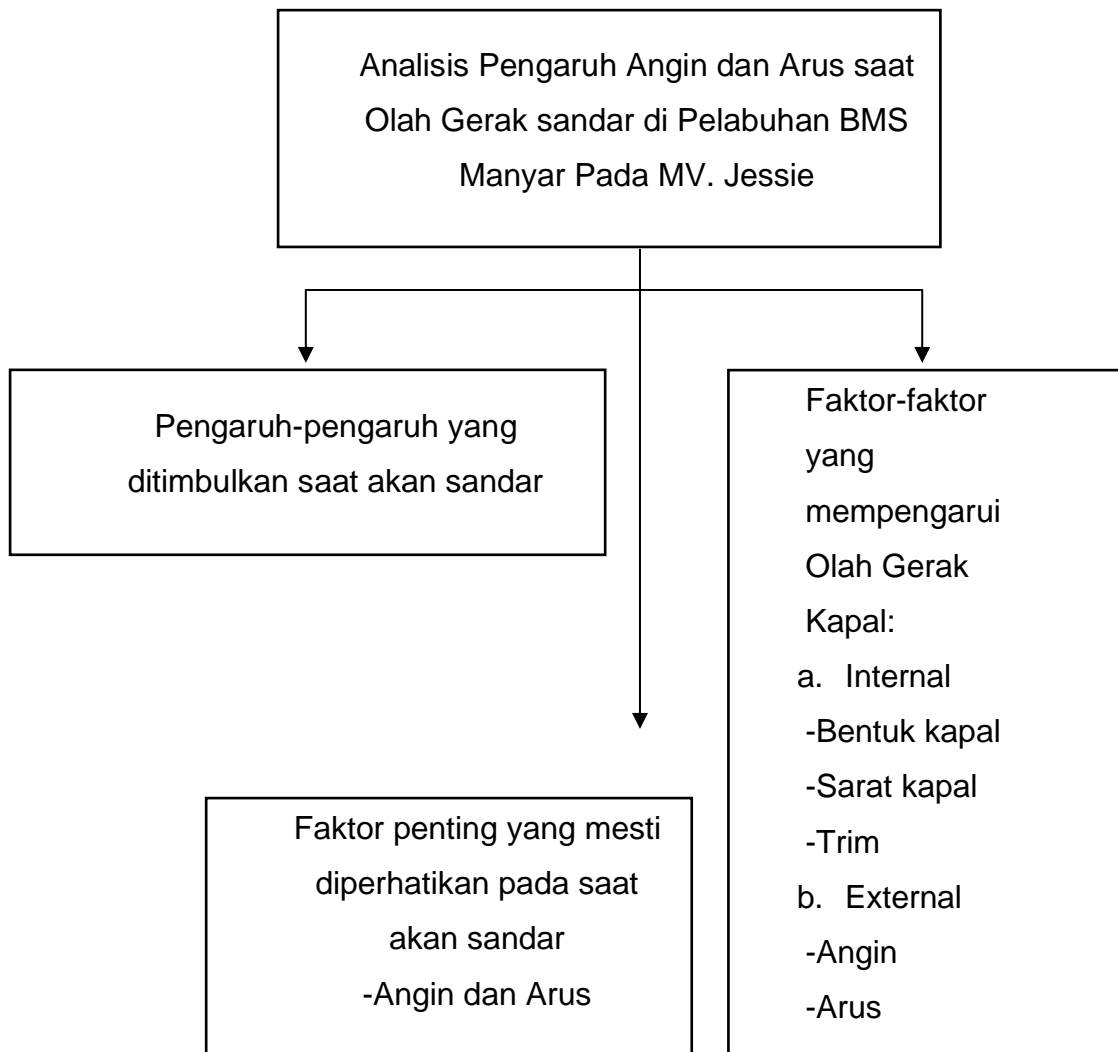 Analisis Pengaruh Angin dan Arus saat
Olah Gerak sandar di Pelabuhan BMS
Manyar Pada MV. Jessie
Pengaruh-pengaruh yang
ditimbulkan saat akan sandar
Faktor-faktor
yang
mempengarui
Olah Gerak
Kapal:
a. Internal
-Bentuk kapal
-Sarat kapal
-Trim
b. External
-Angin
-Arus
Faktor penting yang mesti
diperhatikan pada saat
akan sandar
-Angin dan Arus